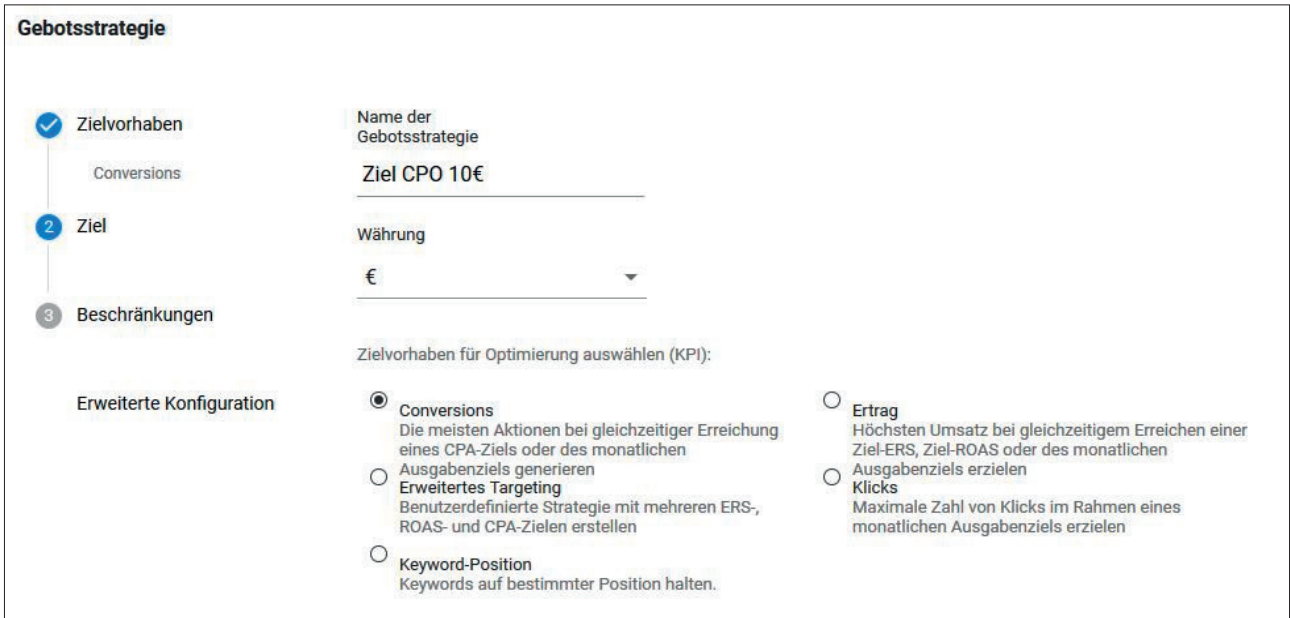 Gebotsstrategie
Zielvorhaben
Conversions
2
Ziel
3
Beschränkungen
Erweiterte Konfiguration
Name der
Gebotsstrategie
Ziel CPO 10€
Währung
€
Zielvorhaben für Optimierung auswählen (KPI):
Conversions
Die meisten Aktionen bei gleichzeitiger Erreichung
eines CPA-Ziels oder des monatlichen
Ausgabenziels generieren
Erweitertes Targeting
Benutzerdefinierte Strategie mit mehreren ERS-,
ROAS- und CPA-Zielen erstellen
Keyword-Position
Keywords auf bestimmter Position halten.
Ertrag
Höchsten Umsatz bei gleichzeitigem Erreichen einer
Ziel-ERS, Ziel-ROAS oder des monatlichen
Ausgabenziels erzielen
Klicks
Maximale Zahl von Klicks im Rahmen eines
monatlichen Ausgabenziels erzielen